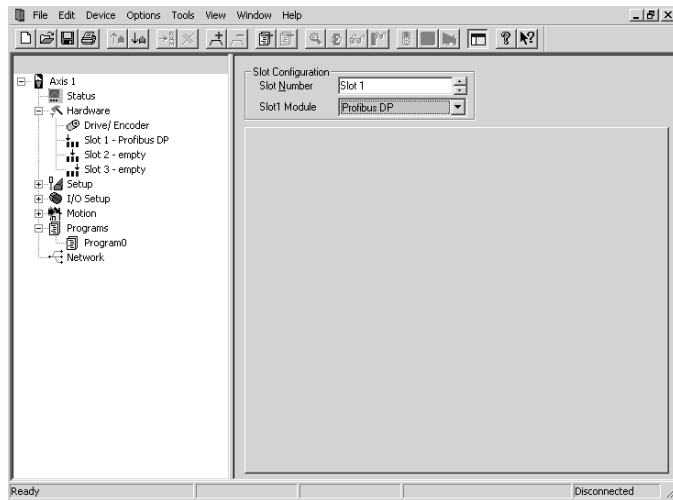 File Edit Device Options Tools View Window Help
Axis 1
Status
Hardware
Drive/ Encoder
Slot 1 - Profibus DP
Slot 2 - empty
Slot 3 - empty
Setup
I/O Setup
Motion
Programs
Program0
Network
Slot Configuration
Slot Number Slot 1
Slot1 Module Profibus DP
Ready Disconnected